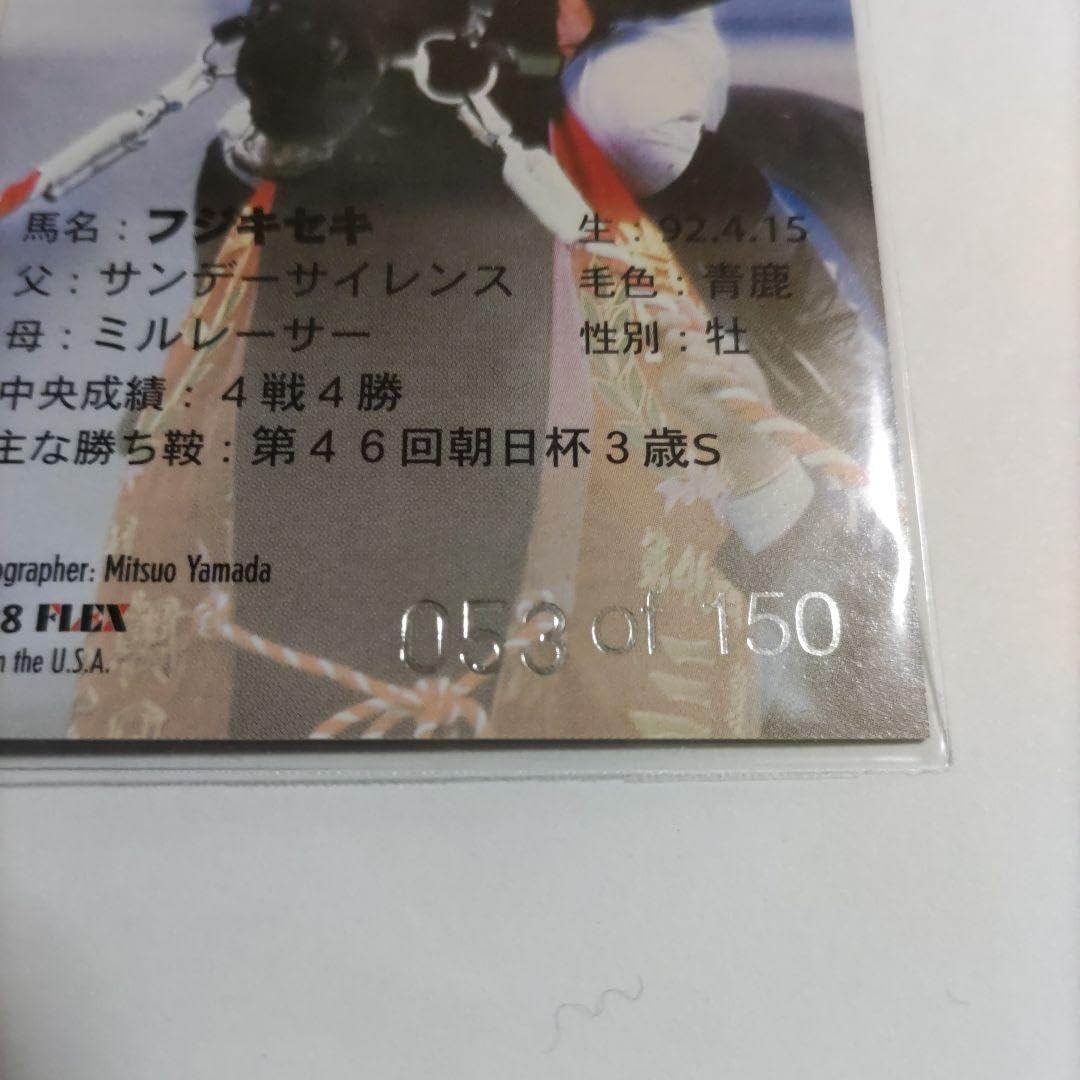 馬名：フジキセキ 生：92.4.15
父：サンデーサイレンス 毛色：青鹿
母：ミルレーサー 性別：牡
中央成績：４戦４勝
主な勝ち鞍：第４６回朝日杯３歳S
ographer: Mitsuo Yamada
8 FLEX
n the U.S.A.
053 of 150